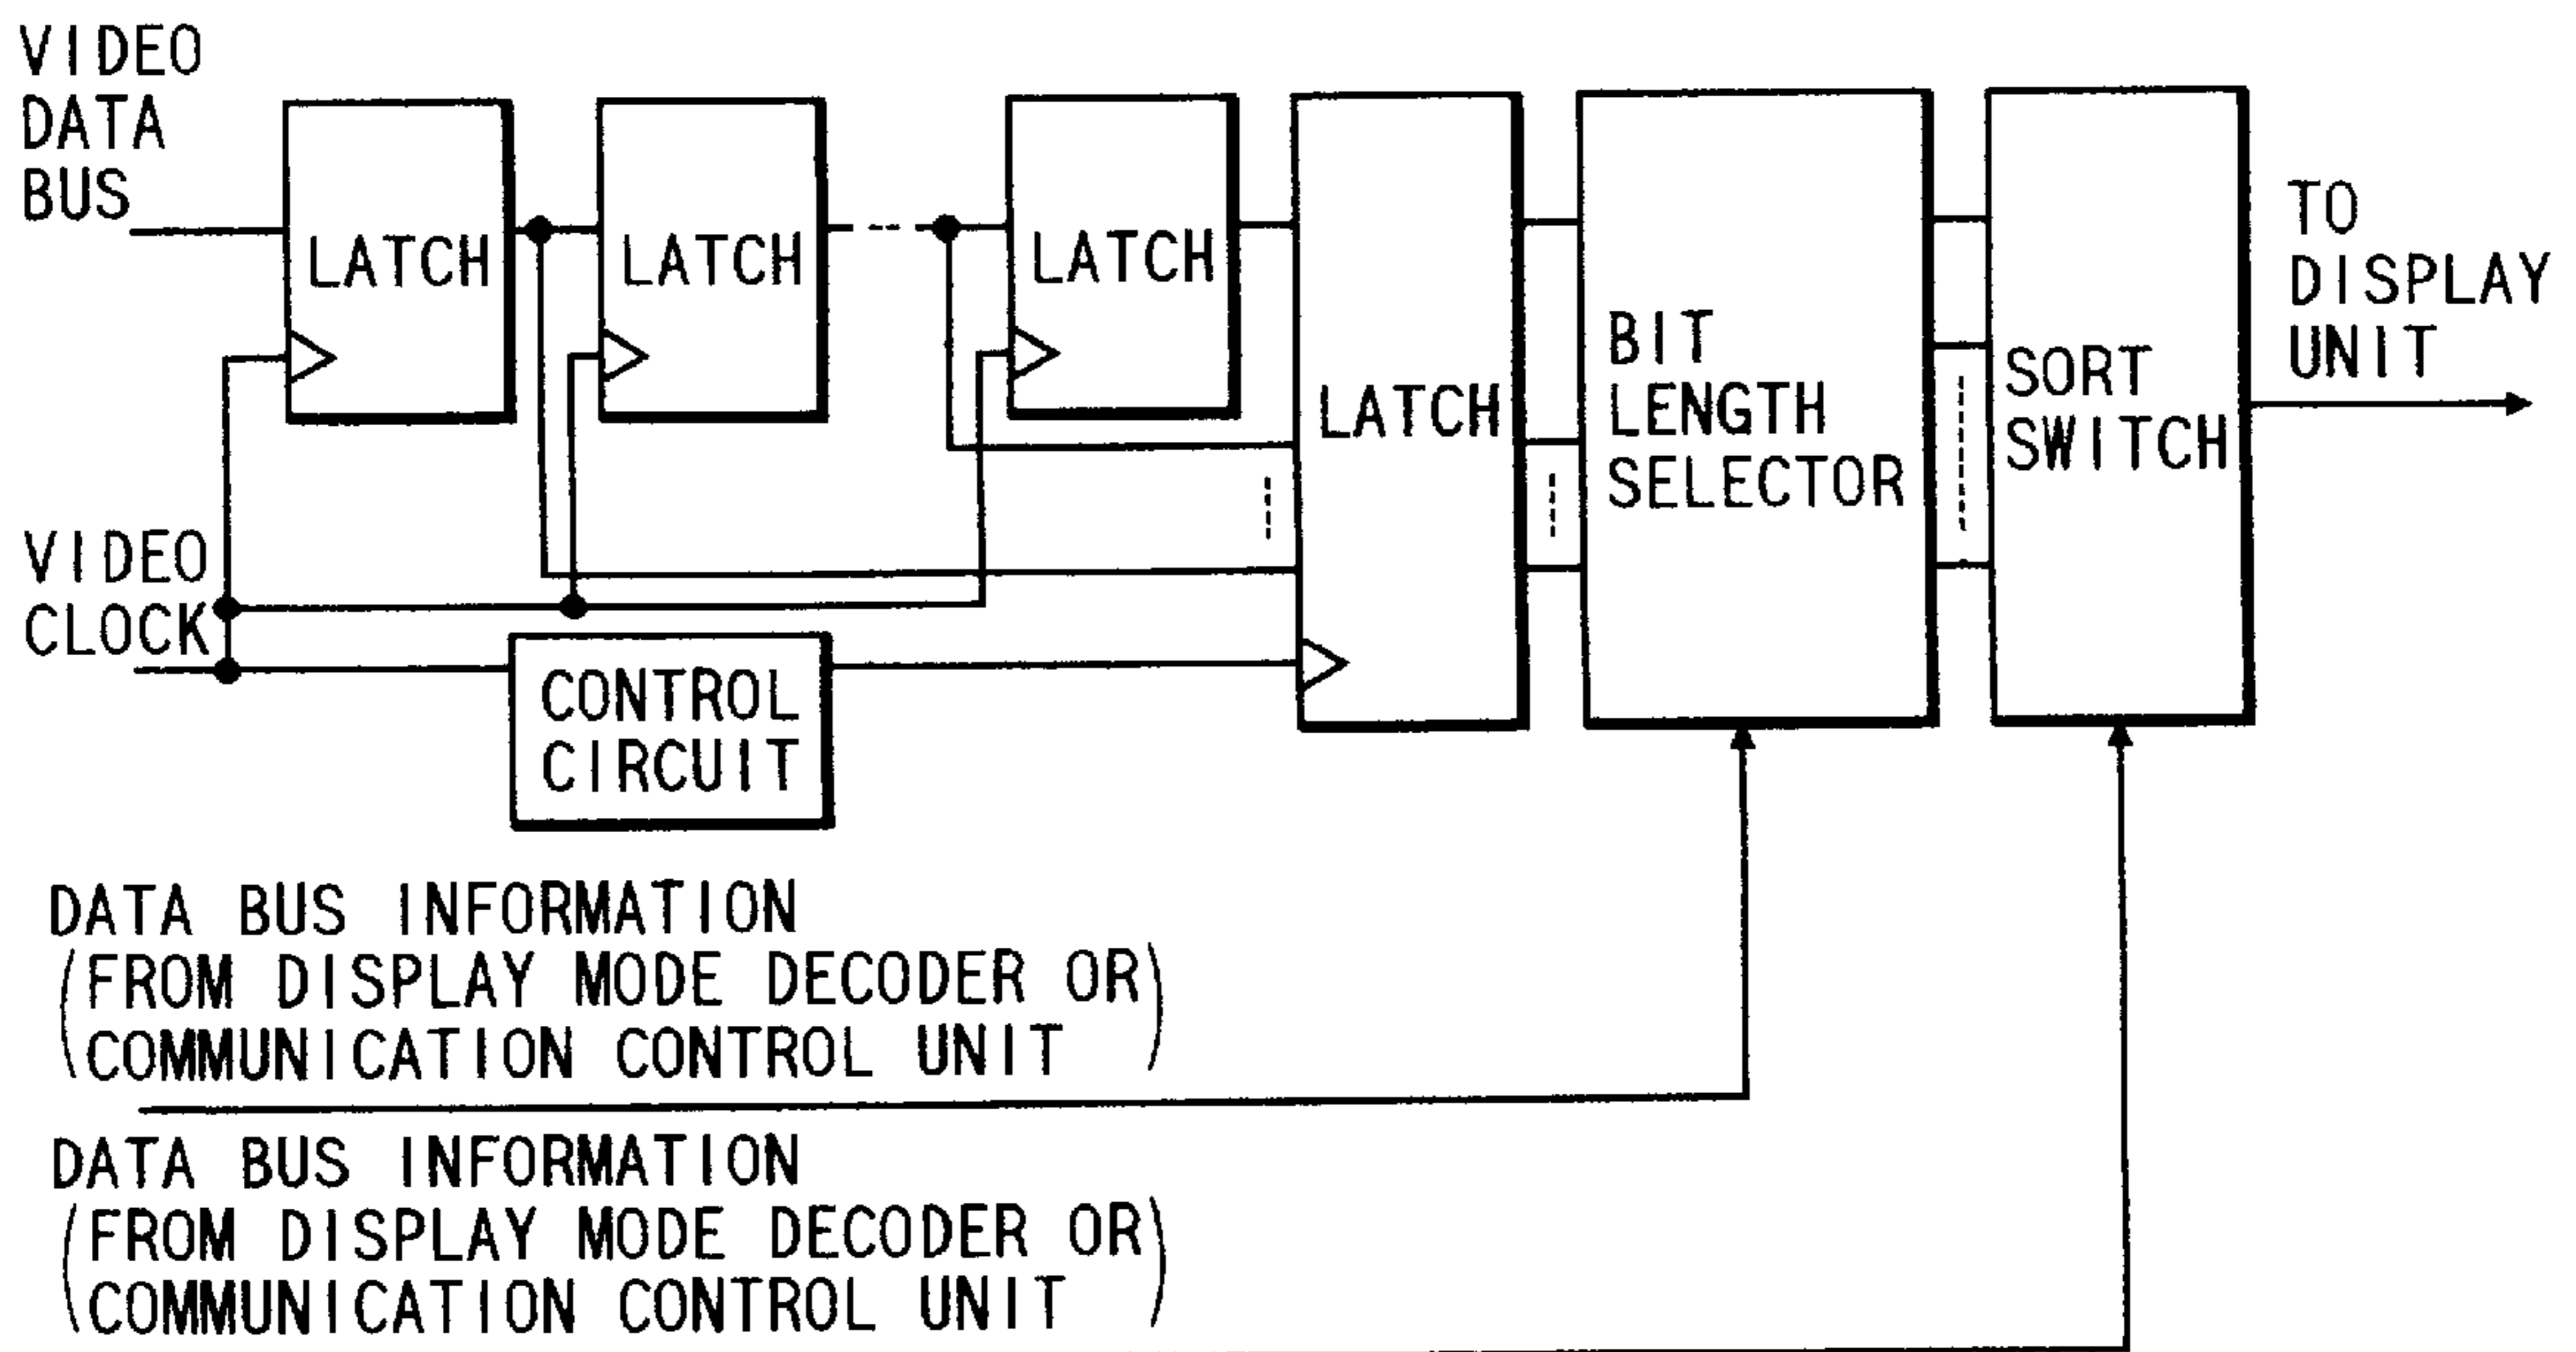 VIDEO
DATA
BUS
LATCH
LATCH
LATCH
LATCH
BIT
LENGTH
SELECTOR
SORT
SWITCH
TO
DISPLAY
UNIT
VIDEO
CLOCK
CONTROL
CIRCUIT
DATA BUS INFORMATION
(FROM DISPLAY MODE DECODER OR
COMMUNICATION CONTROL UNIT)
DATA BUS INFORMATION
(FROM DISPLAY MODE DECODER OR
COMMUNICATION CONTROL UNIT)